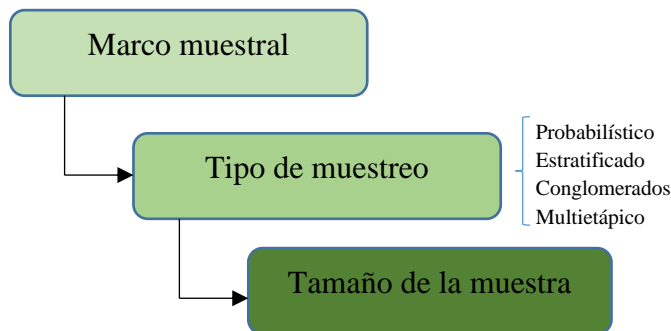 Marco muestral
Tipo de muestreo
Probabilístico
Estratificado
Conglomerados
Multietápico
Tamaño de la muestra